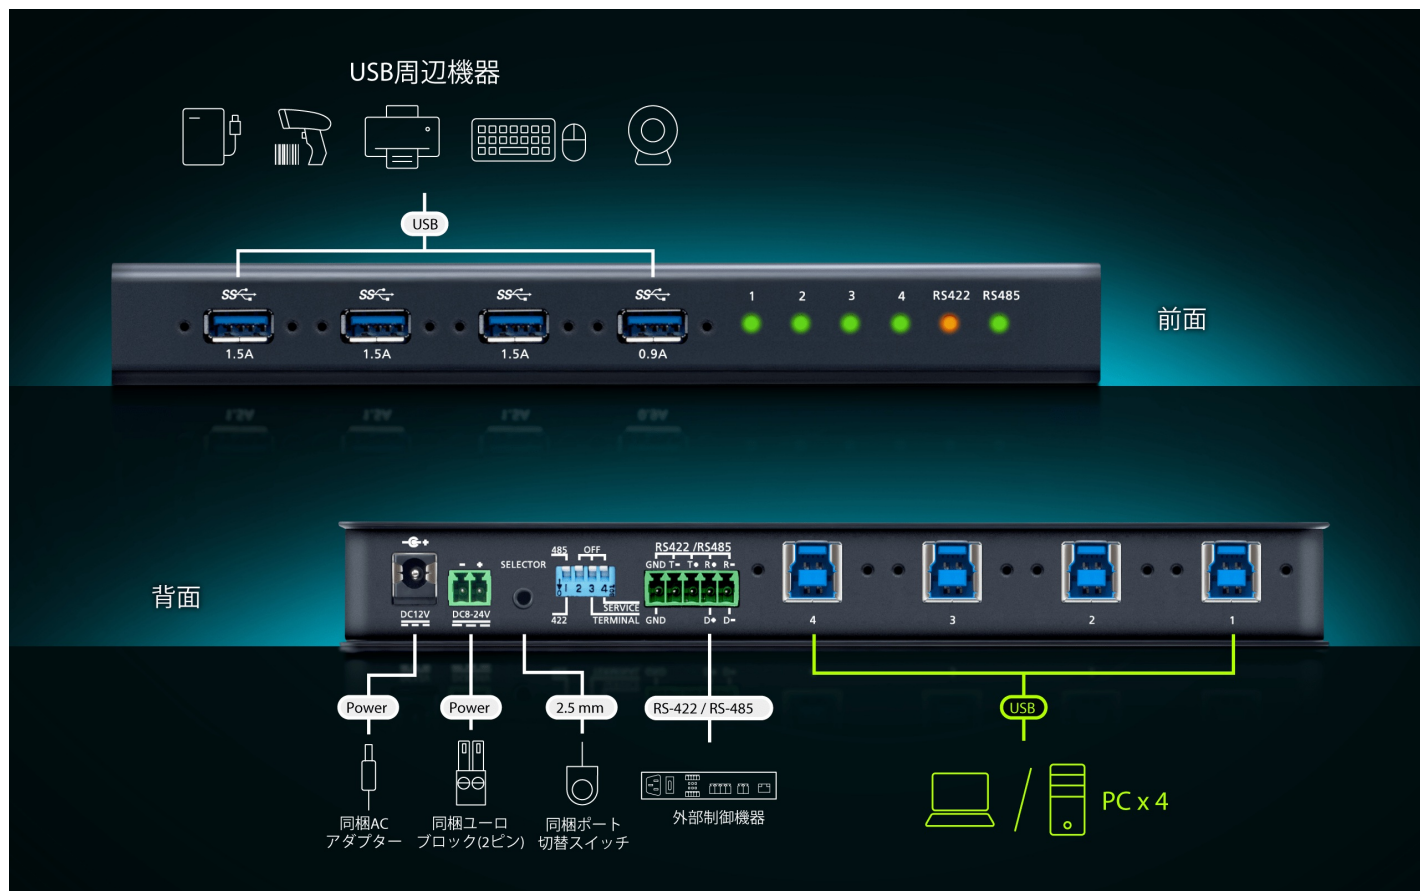 USB周辺機器
USB
SS SS SS SS
1 2 3 4 RS422 RS485
前面
1.5A 1.5A 1.5A 0.9A
背面
- +
DC12V
- +
DC8-24V
SELECTOR
485 OFF
1 2 3 4
SERVICE
422 TERMINAL
RS422 /RS485
GND T- T+ R+ R-
GND D+ D-
4 3 2 1
Power
Power
2.5 mm
RS-422 / RS-485
USB
同梱AC
アダプター
同梱ユーロ
ブロック(2ピン)
同梱ポート
切替スイッチ
外部制御機器
PC x 4